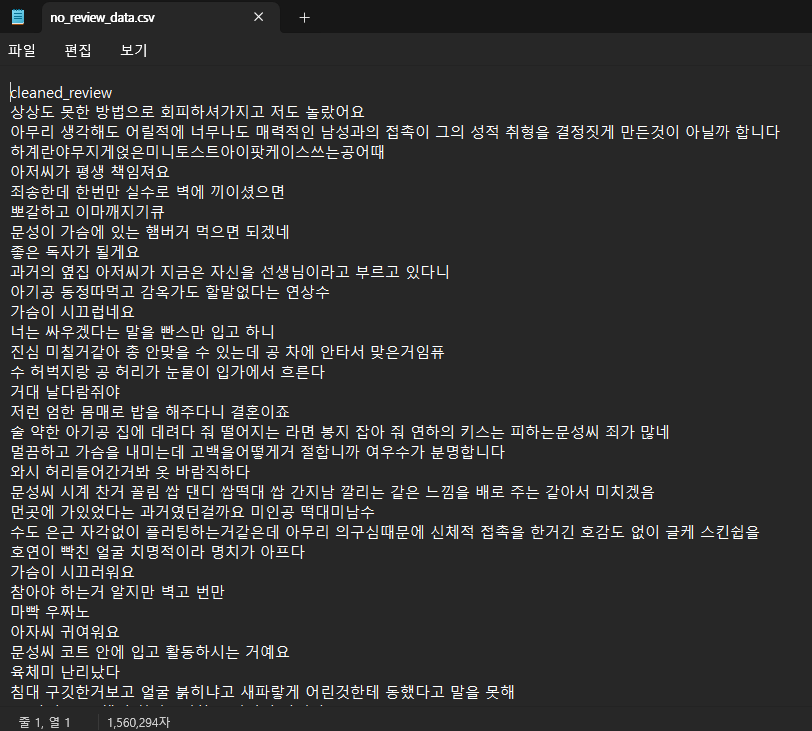 no_review_data.csv
파일 편집 보기
cleaned_review
상상도 못한 방법으로 회피하셔가지고 저도 놀랐어요
아무리 생각해도 어릴적에 너무나도 매력적인 남성과의 접촉이 그의 성적 취형을 결정짓게 만든것이 아닐까 합니다
하계란야무지게얹은미니토스트아이팟케이스쓰는공어때
아저씨가 평생 책임져요
죄송한데 한번만 실수로 벽에 끼이셨으면
뽀갈하고 이마깨지기큐
문성이 가슴에 있는 햄버거 먹으면 되겠네
좋은 독자가 될게요
과거의 옆집 아저씨가 지금은 자신을 선생님이라고 부르고 있다니
아기공 동정따먹고 감옥가도 할말없다는 연상수
가슴이 시끄럽네요
너는 싸우겠다는 말을 빤스만 입고 하니
진심 미칠거같아 총 안맞을 수 있는데 공 차에 안타서 맞은거임퓨
수 허벅지랑 공 허리가 눈물이 입가에서 흐른다
거대 날다람쥐야
저런 엄한 몸매로 밥을 해주다니 결혼이죠
술 약한 아기공 집에 데려다 줘 떨어지는 라면 봉지 잡아 줘 연하의 키스는 피하는문성씨 죄가 많네
멀끔하고 가슴을 내미는데 고백을어떻게거 절합니까 여우수가 분명합니다
와시 허리들어간거봐 옷 바람직하다
문성씨 시계 찬거 꼴림 쌉 댄디 쌉떡대 쌉 간지남 깔리는 같은 느낌을 배로 주는 같아서 미치겠음
먼곳에 가있었다는 과거였던걸까요 미인공 떡대미남수
수도 은근 자각없이 플러팅하는거같은데 아무리 의구심때문에 신체적 접촉을 한거긴 호감도 없이 글케 스킨쉽을
호연이 빡친 얼굴 치명적이라 명치가 아프다
가슴이 시끄러워요
참아야 하는거 알지만 벽고 번만
마빡 우짜노
아자씨 귀여워요
문성씨 코트 안에 입고 활동하시는 거예요
육체미 난리났다
침대 구깃한거보고 얼굴 붉히냐고 새파랗게 어린것한테 동했다고 말을 못해
줄 1, 열 1 1,560,294자